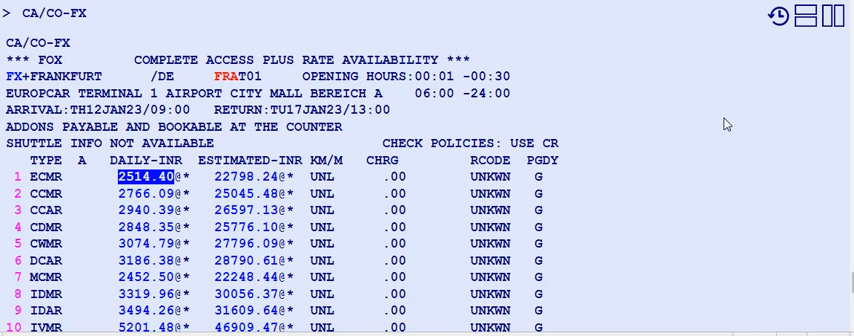 > CA/CO-FX
CA/CO-FX
*** FOX COMPLETE ACCESS PLUS RATE AVAILABILITY ***
FX+FRANKFURT /DE FRAT01 OPENING HOURS:00:01 -00:30
EUROPCAR TERMINAL 1 AIRPORT CITY MALL BEREICH A 06:00 -24:00
ARRIVAL:TH12JAN23/09:00 RETURN:TU17JAN23/13:00
ADDONS PAYABLE AND BOOKABLE AT THE COUNTER
SHUTTLE INFO NOT AVAILABLE CHECK POLICIES: USE CR
TYPE A DAILY-INR ESTIMATED-INR KM/M CHRG RCODE PGDY
1 ECMR 2514.40@* 22798.24@* UNL .00 UNKWN G
2 CCMR 2766.09@* 25045.48@* UNL .00 UNKWN G
3 CCAR 2940.39@* 26597.13@* UNL .00 UNKWN G
4 CDMR 2848.35@* 25776.10@* UNL .00 UNKWN G
5 CWMR 3074.79@* 27796.09@* UNL .00 UNKWN G
6 DCAR 3186.38@* 28790.61@* UNL .00 UNKWN G
7 MCMR 2452.50@* 22248.44@* UNL .00 UNKWN G
8 IDMR 3319.96@* 30056.37@* UNL .00 UNKWN G
9 IDAR 3494.26@* 31609.64@* UNL .00 UNKWN G
10 IVMR 5201.48@* 46909.47@* UNL .00 UNKWN G